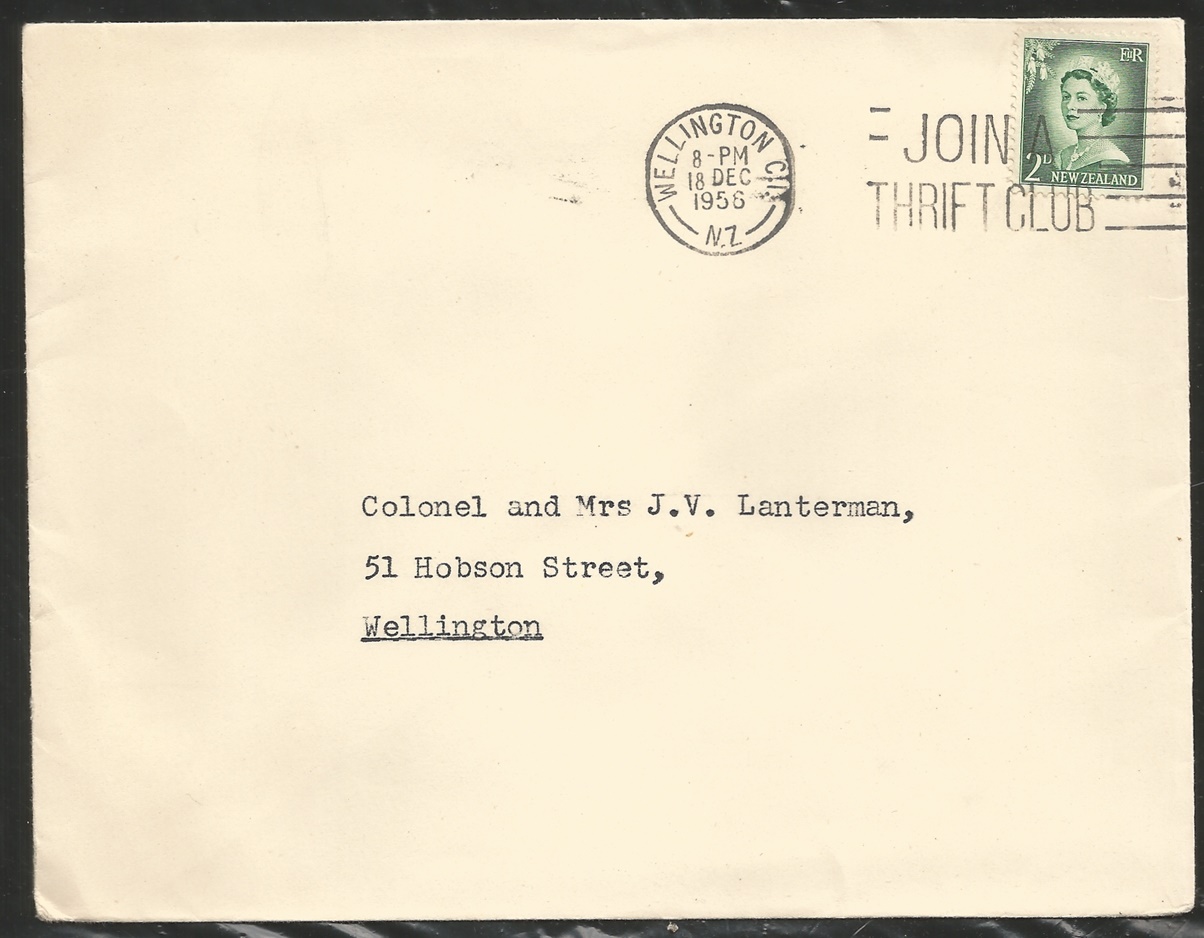 WELLINGTON
8-PM
18 DEC
1956
N.Z.
JOIN A
THRIFT CLUB
EIIR
2D NEW ZEALAND
Colonel and Mrs J.V. Lanterman,
51 Hobson Street,
Wellington